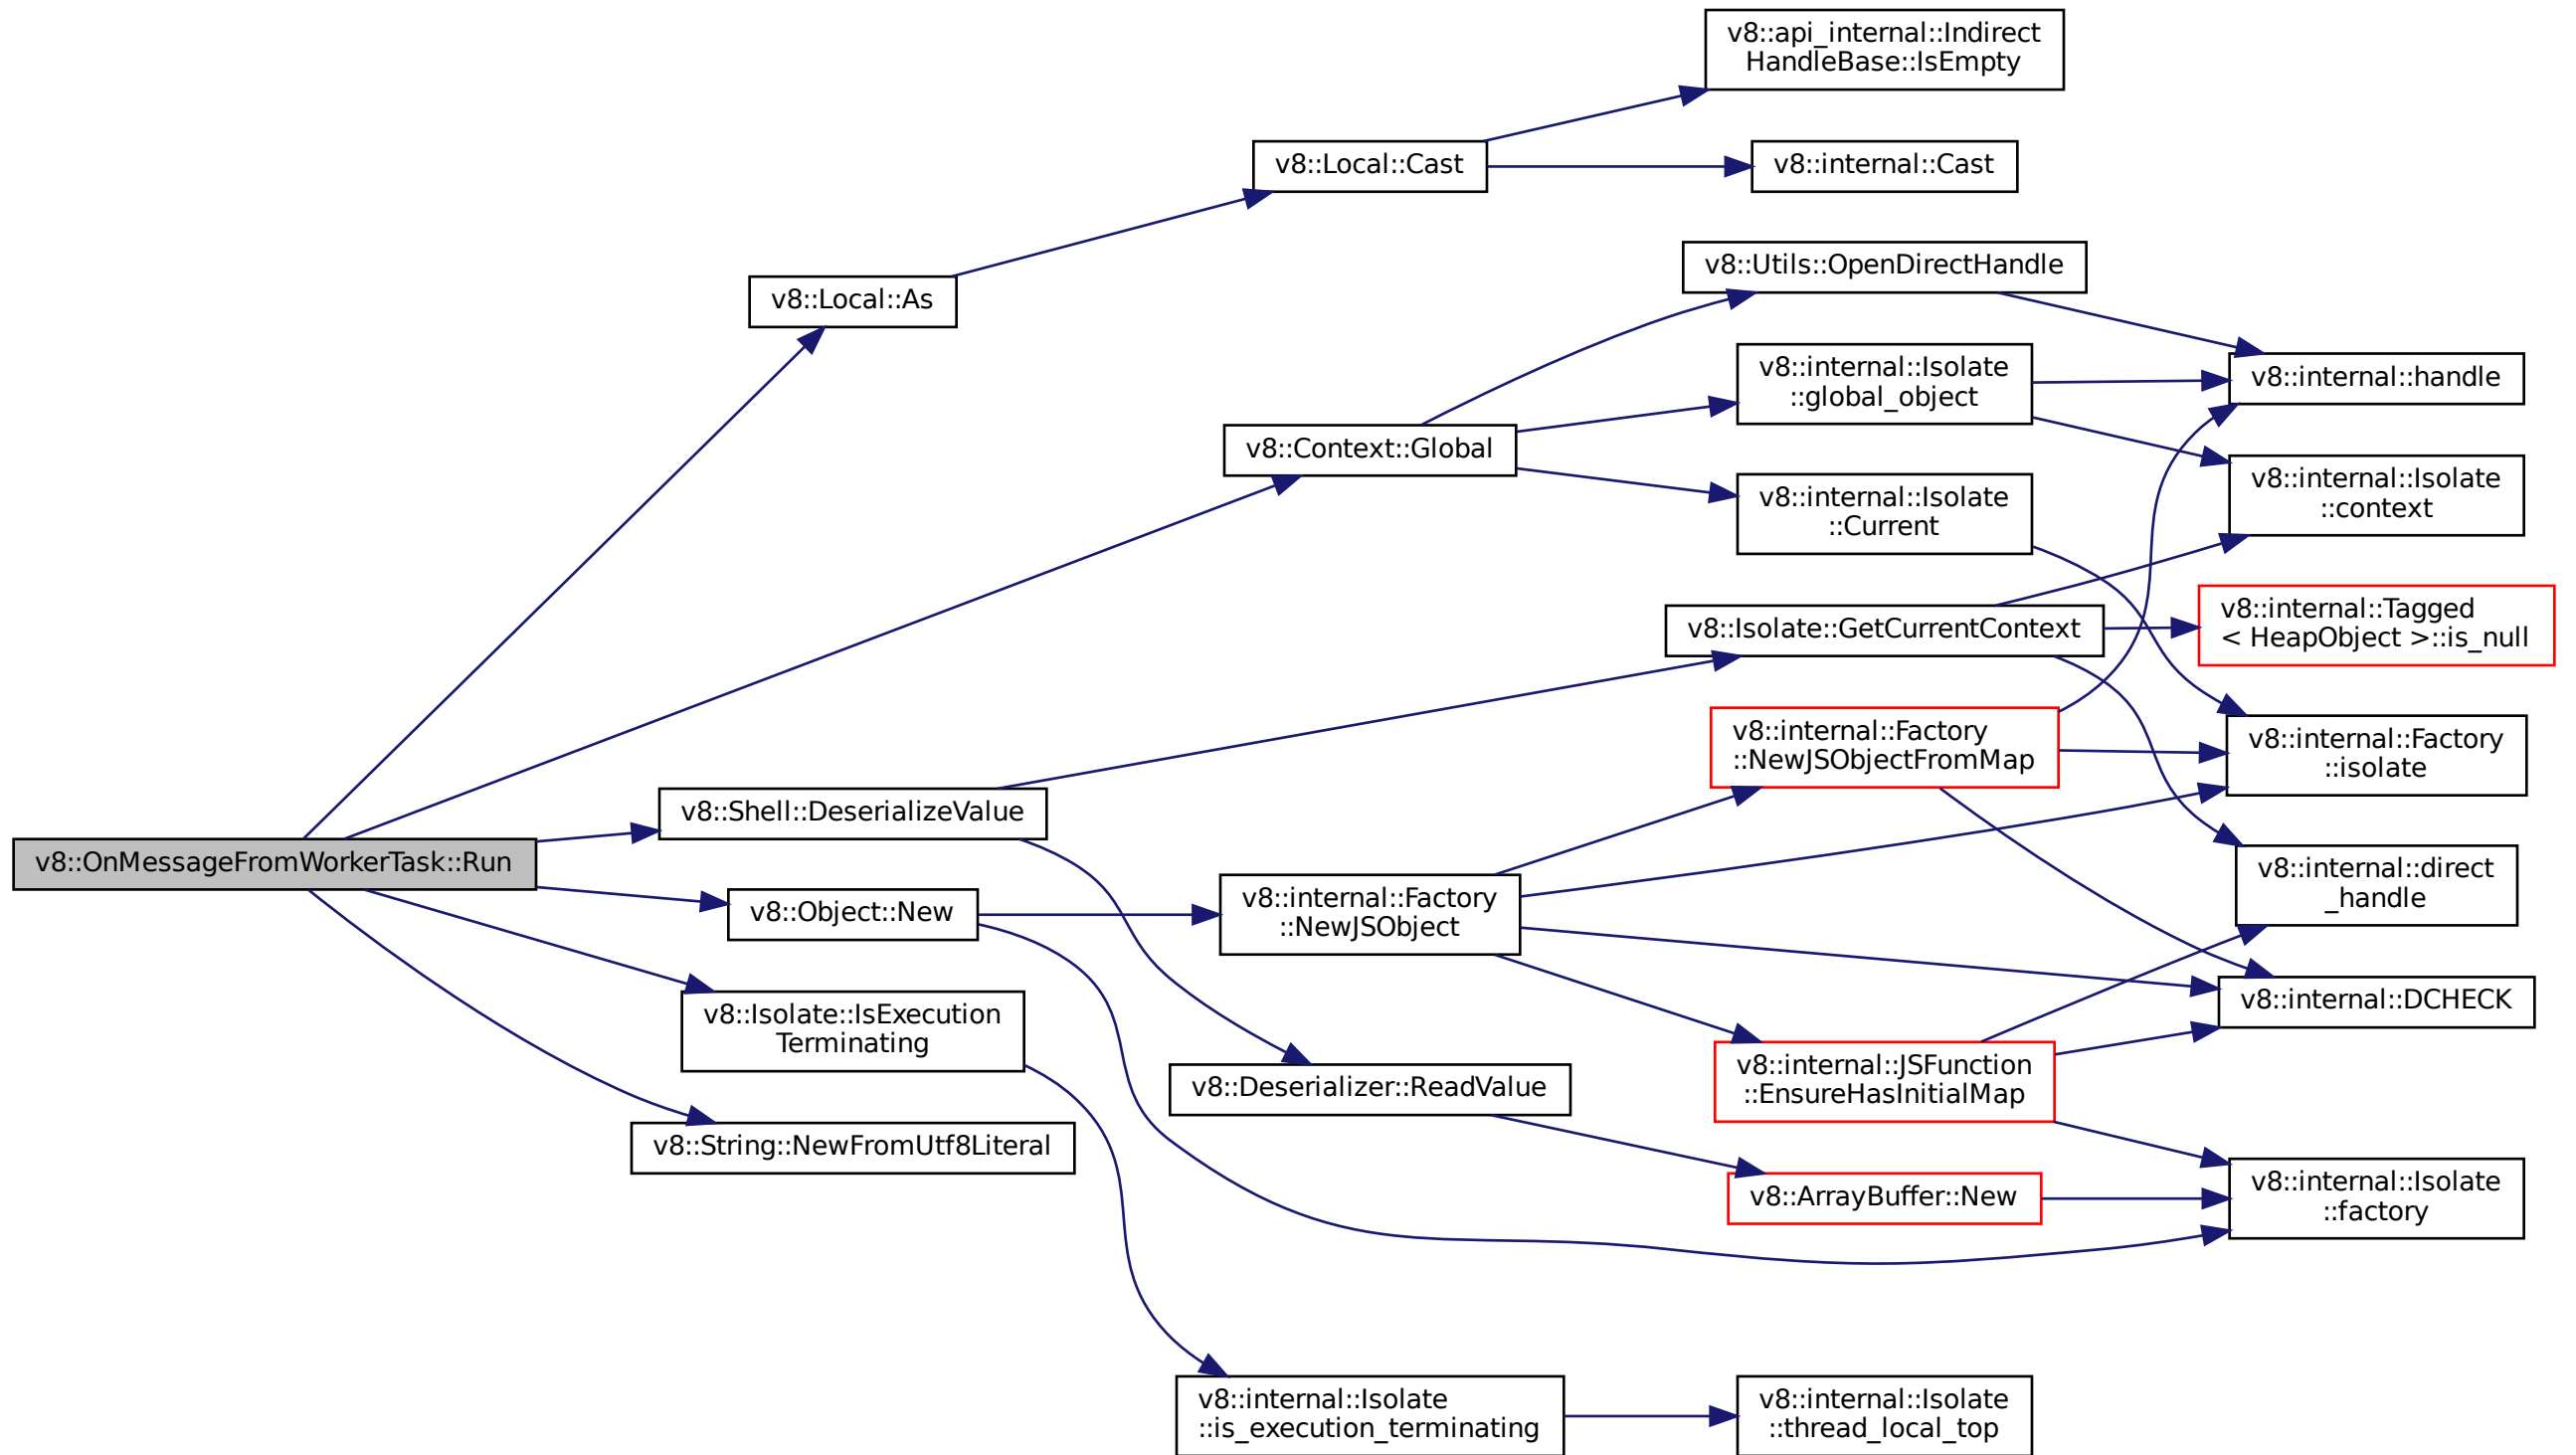 v8::api_internal::Indirect
HandleBase::IsEmpty
v8::Local::Cast
v8::internal::Cast
v8::Utils::OpenDirectHandle
v8::Local::As
v8::internal::Isolate
::global_object
v8::internal::handle
v8::Context::Global
v8::internal::Isolate
::context
v8::internal::Isolate
::Current
v8::Isolate::GetCurrentContext
v8::internal::Tagged
< HeapObject >::is_null
v8::internal::Factory
::NewJSObjectFromMap
v8::internal::Factory
::isolate
v8::Shell::DeserializeValue
v8::OnMessageFromWorkerTask::Run
v8::Object::New
v8::internal::Factory
::NewJSObject
v8::internal::direct
_handle
v8::Isolate::IsExecution
Terminating
v8::internal::DCHECK
v8::Deserializer::ReadValue
v8::internal::JSFunction
::EnsureHasInitialMap
v8::String::NewFromUtf8Literal
v8::ArrayBuffer::New
v8::internal::Isolate
::factory
v8::internal::Isolate
::is_execution_terminating
v8::internal::Isolate
::thread_local_top